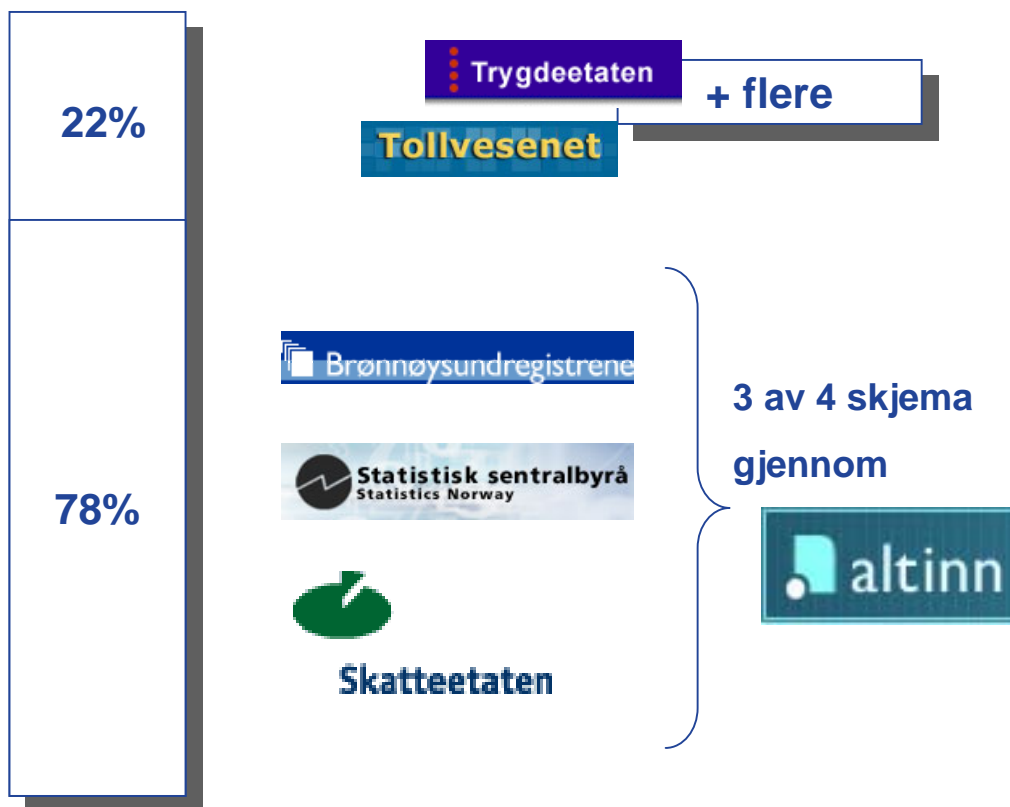 22%
Trygdeetaten
+ flere
Tollvesenet
78%
Brønnøysundregistrene
Statistisk sentralbyrå
Statistics Norway
Skatteetaten
3 av 4 skjema
gjennom
altinn